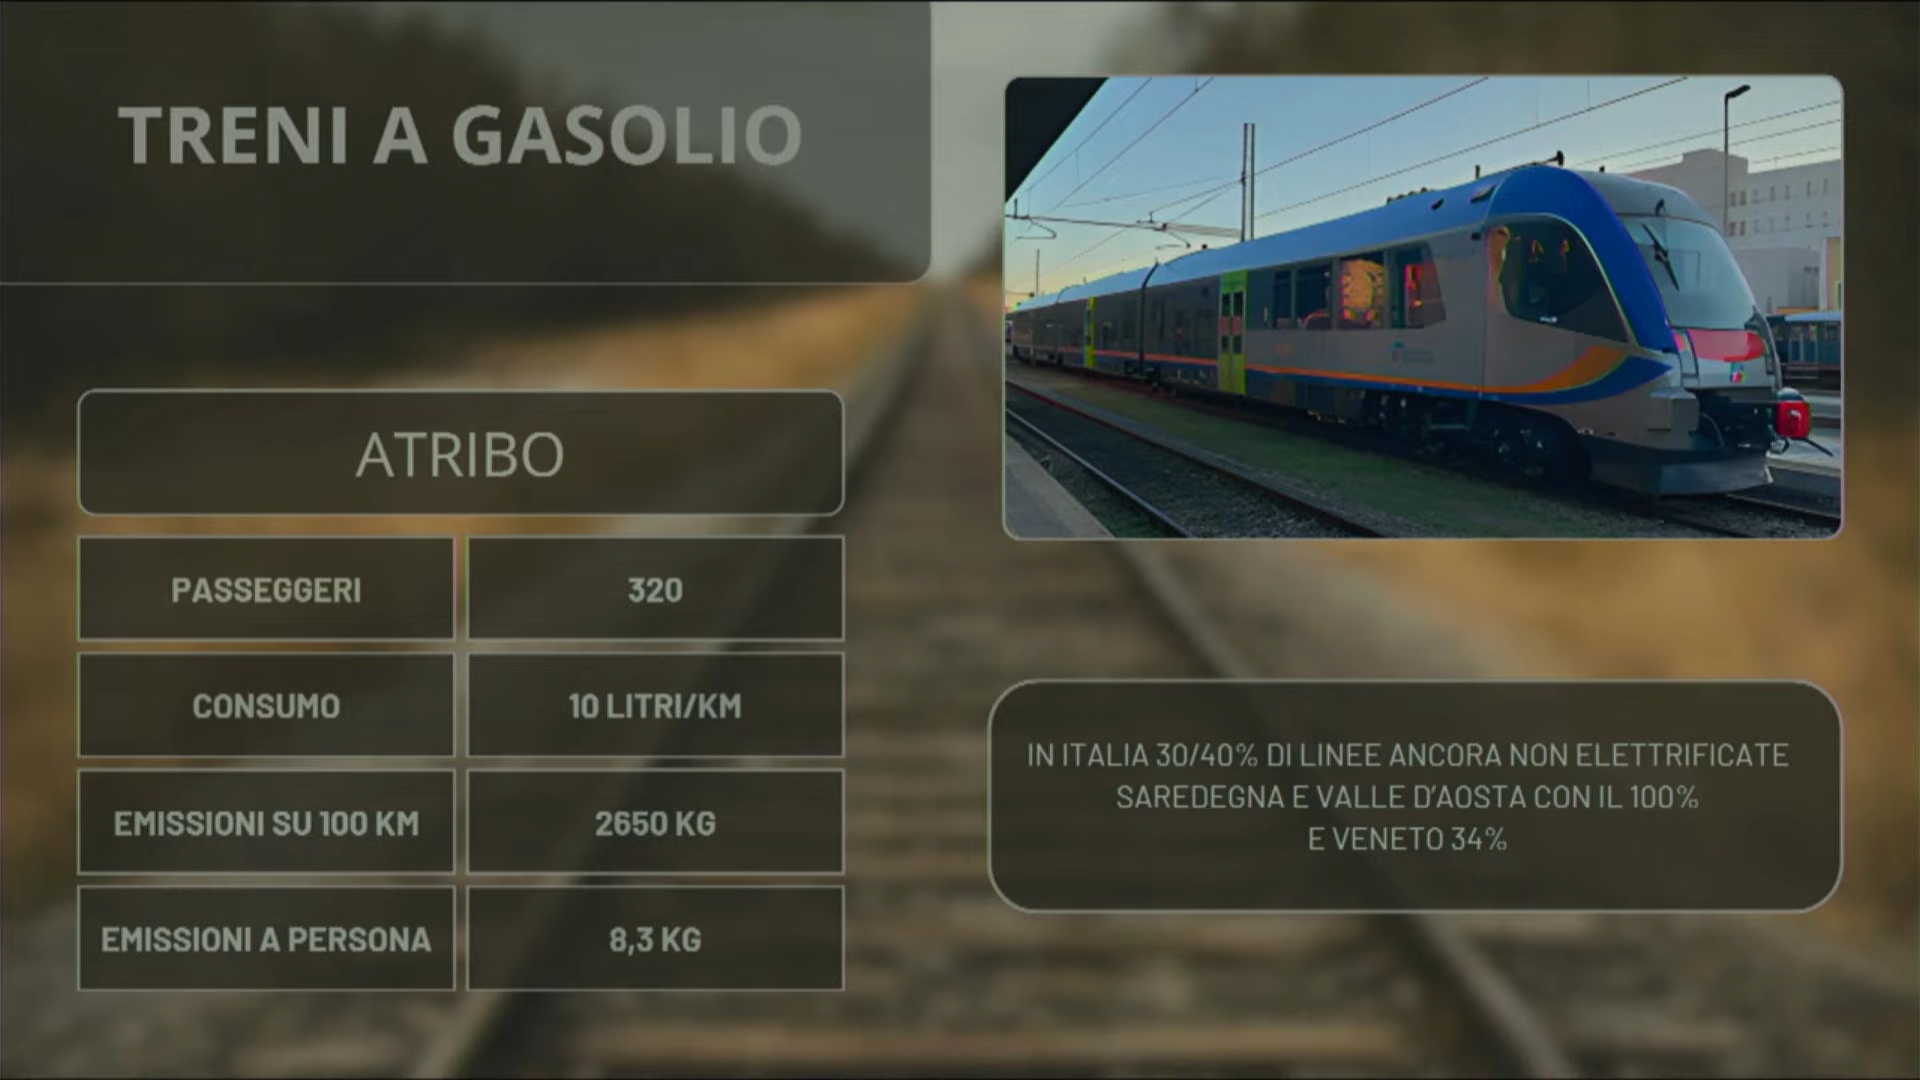 TRENI A GASOLIO
ATRIBO
PASSEGGERI 320
CONSUMO 10 LITRI/KM
EMISSIONI SU 100 KM 2650 KG
EMISSIONI A PERSONA 8,3 KG
IN ITALIA 30/40% DI LINEE ANCORA NON ELETTRIFICATE
SAREDEGNA E VALLE D'AOSTA CON IL 100%
E VENETO 34%